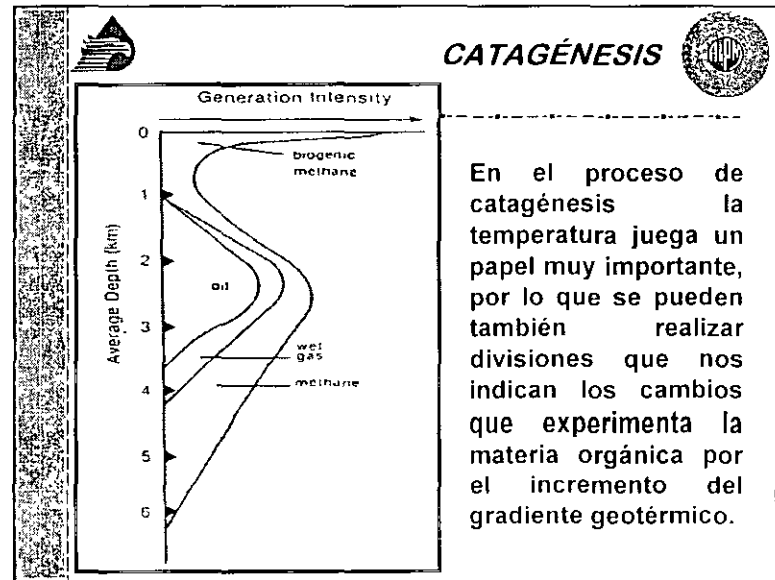 CATAGÉNESIS
Generation Intensity
0
biogenic
methane
1
2
oil
3
wet
gas
4
methane
5
6
Average Depth (km)
En el proceso de
catagénesis la
temperatura juega un
papel muy importante,
por lo que se pueden
también realizar
divisiones que nos
indican los cambios
que experimenta la
materia orgánica por
el incremento del
gradiente geotérmico.